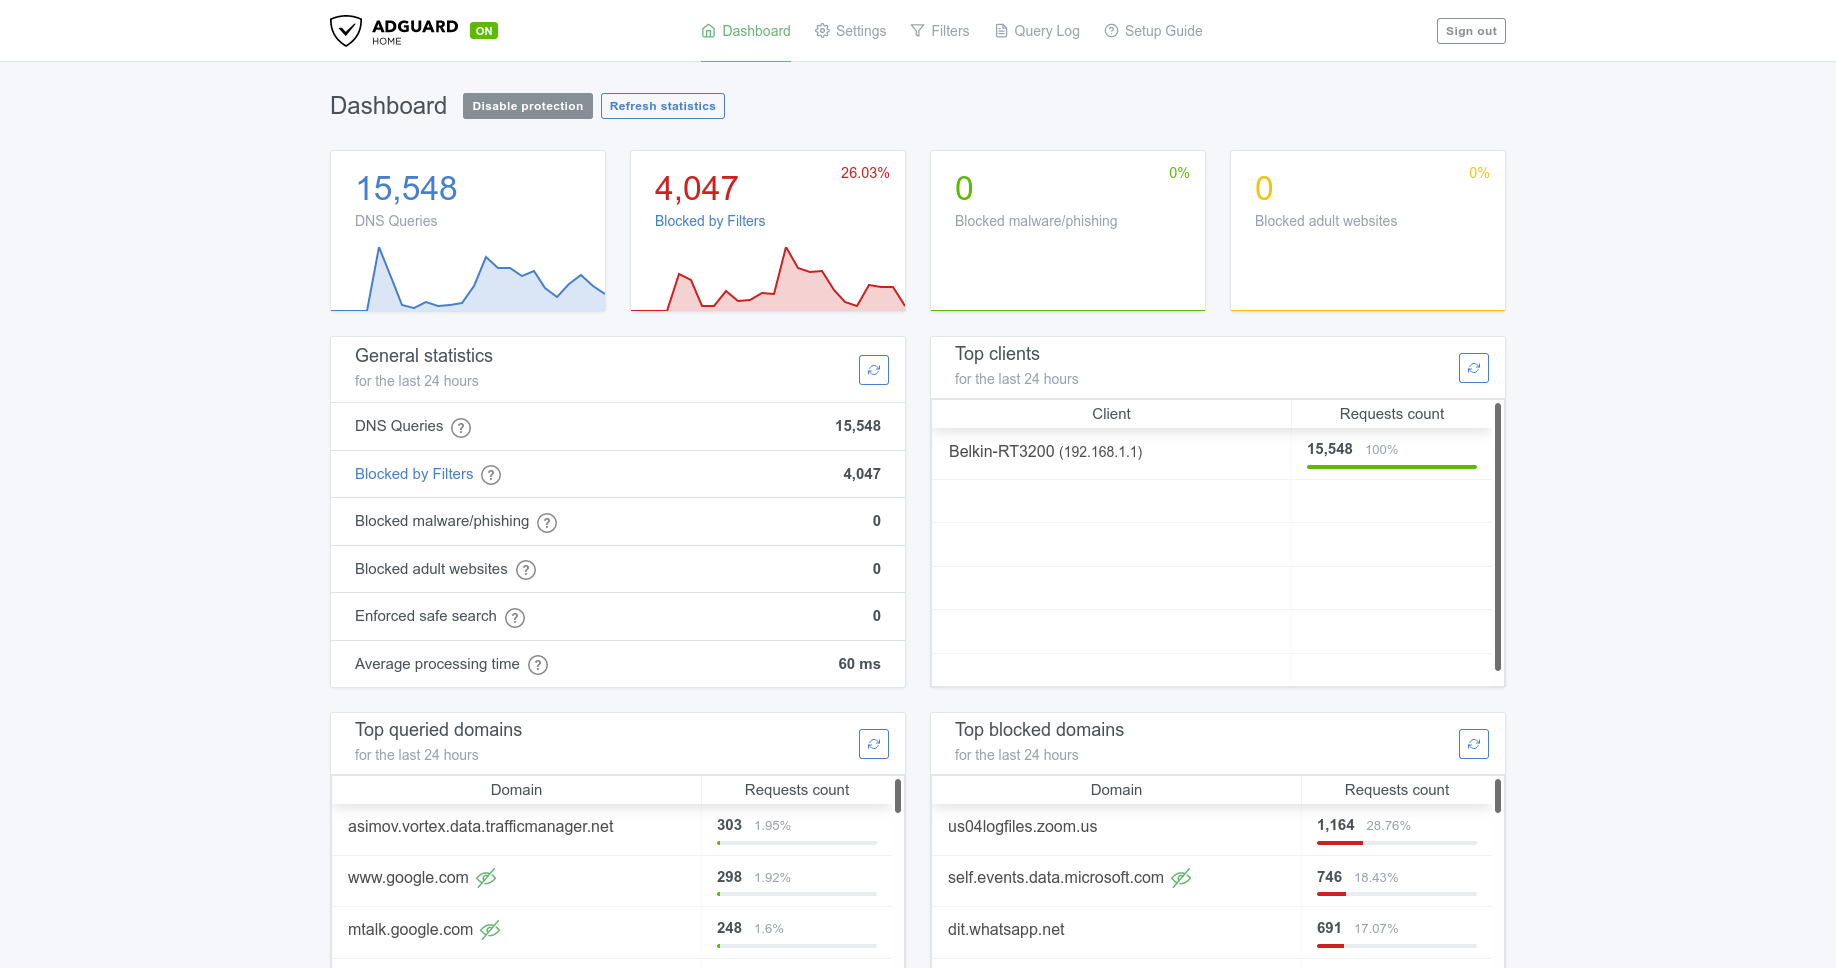 ADGUARD
HOME
ON
Dashboard
Settings
Filters
Query Log
Setup Guide
Sign out
Dashboard
Disable protection
Refresh statistics
15,548
DNS Queries
26.03%
4,047
Blocked by Filters
0%
0
Blocked malware/phishing
0%
0
Blocked adult websites
General statistics
for the last 24 hours
DNS Queries ? 15,548
Blocked by Filters ? 4,047
Blocked malware/phishing ? 0
Blocked adult websites ? 0
Enforced safe search ? 0
Average processing time ? 60 ms
Top clients
for the last 24 hours
Client Requests count
Belkin-RT3200 (192.168.1.1) 15,548 100%
Top queried domains
for the last 24 hours
Domain Requests count
asimov.vortex.data.trafficmanager.net 303 1.95%
www.google.com 298 1.92%
mtalk.google.com 248 1.6%
Top blocked domains
for the last 24 hours
Domain Requests count
us04logfiles.zoom.us 1,164 28.76%
self.events.data.microsoft.com 746 18.43%
dit.whatsapp.net 691 17.07%